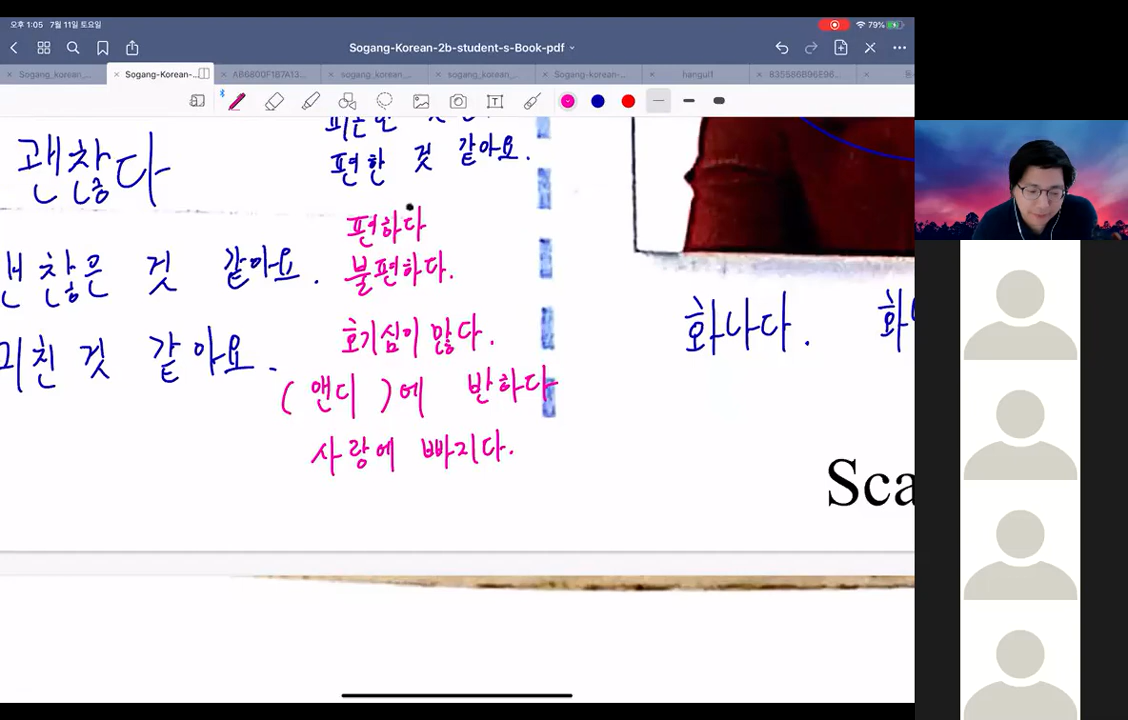 오후 1:05 7월 11일 토요일
79%
Sogang-Korean-2b-student-s-Book-pdf
Sogang_korean_...
Sogang-Korean-...
AB6800F187A13...
sogang_korean_...
sogang_korean_...
Sogang-korean-...
hangul1
835586B96E96...
괜찮다
편한 것 같아요.
편하다
불편하다.
찮은 것 같아요.
호기심이 많다.
화나다. 화
친 것 같아요.
(앤디)에 반하다
사랑에 빠지다.
Sca